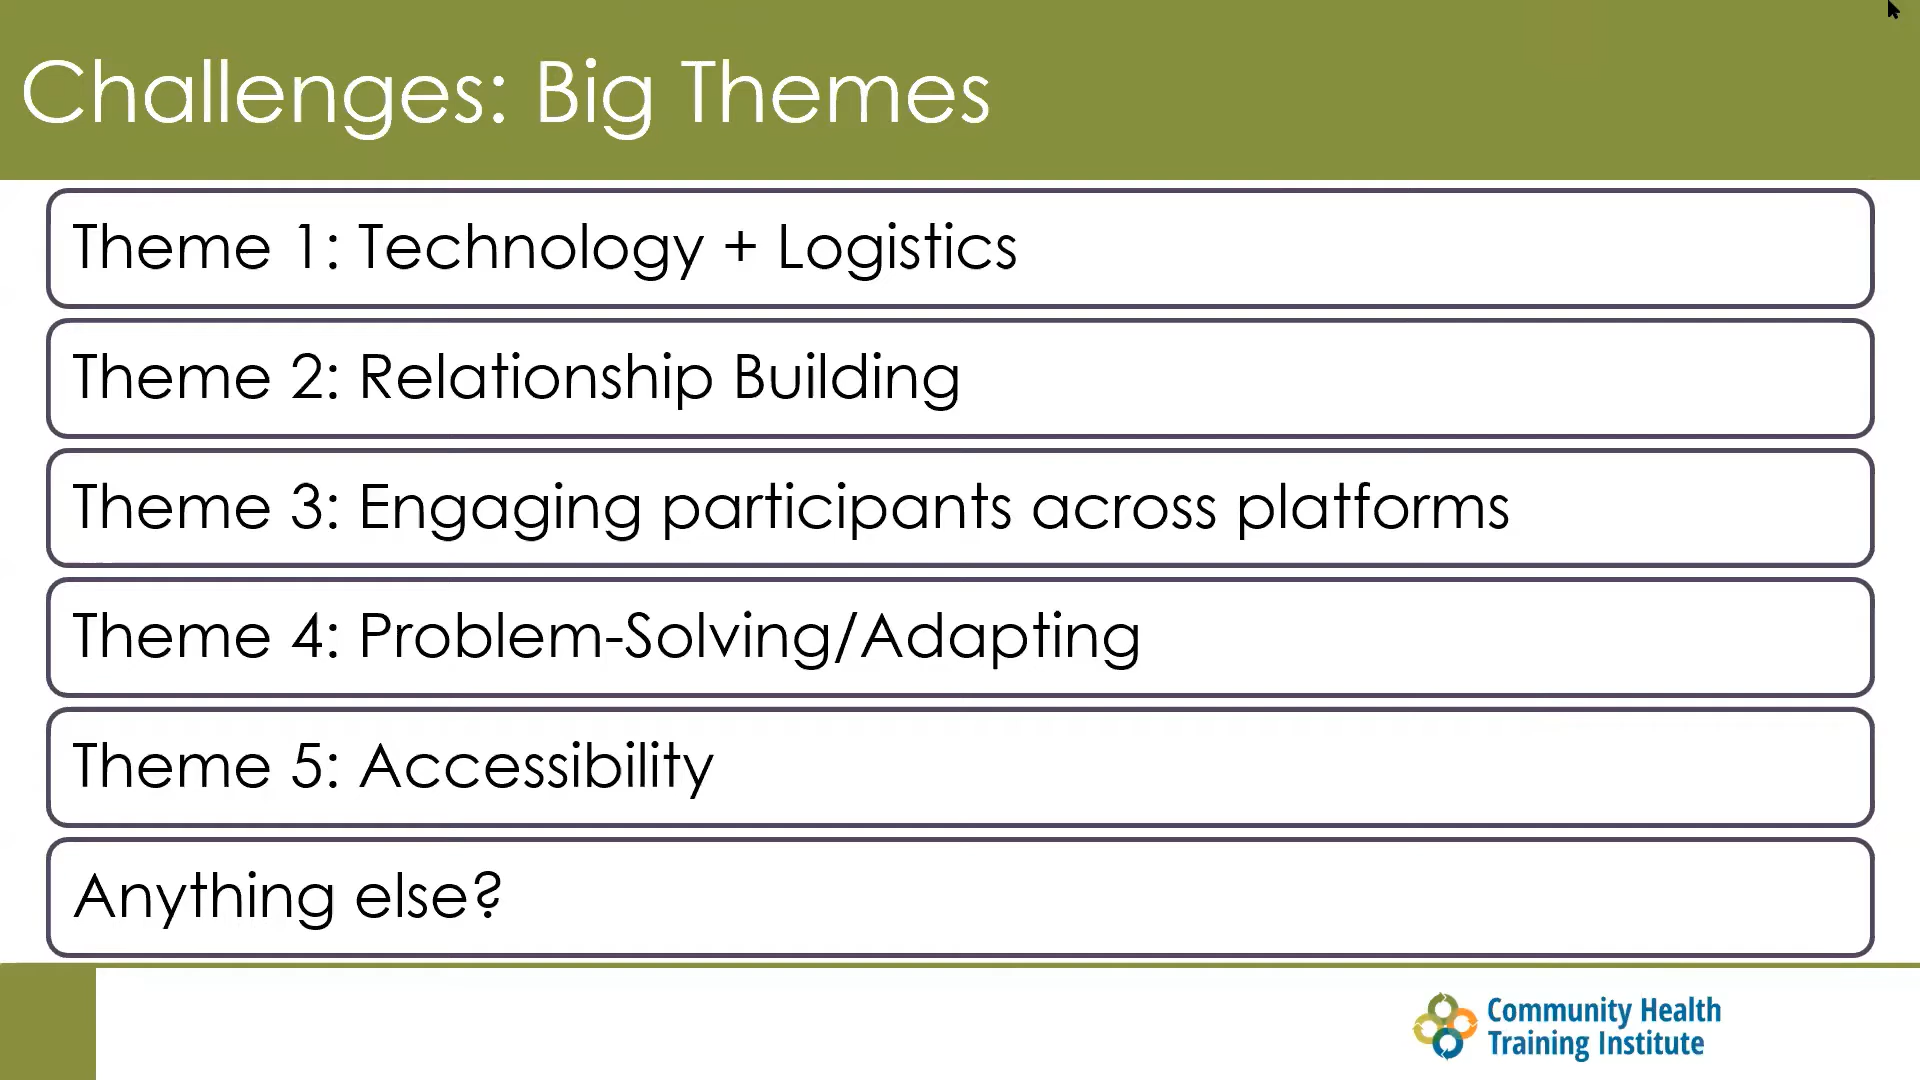 Challenges: Big Themes
Theme 1: Technology + Logistics
Theme 2: Relationship Building
Theme 3: Engaging participants across platforms
Theme 4: Problem-Solving/Adapting
Theme 5: Accessibility
Anything else?
Community Health
Training Institute